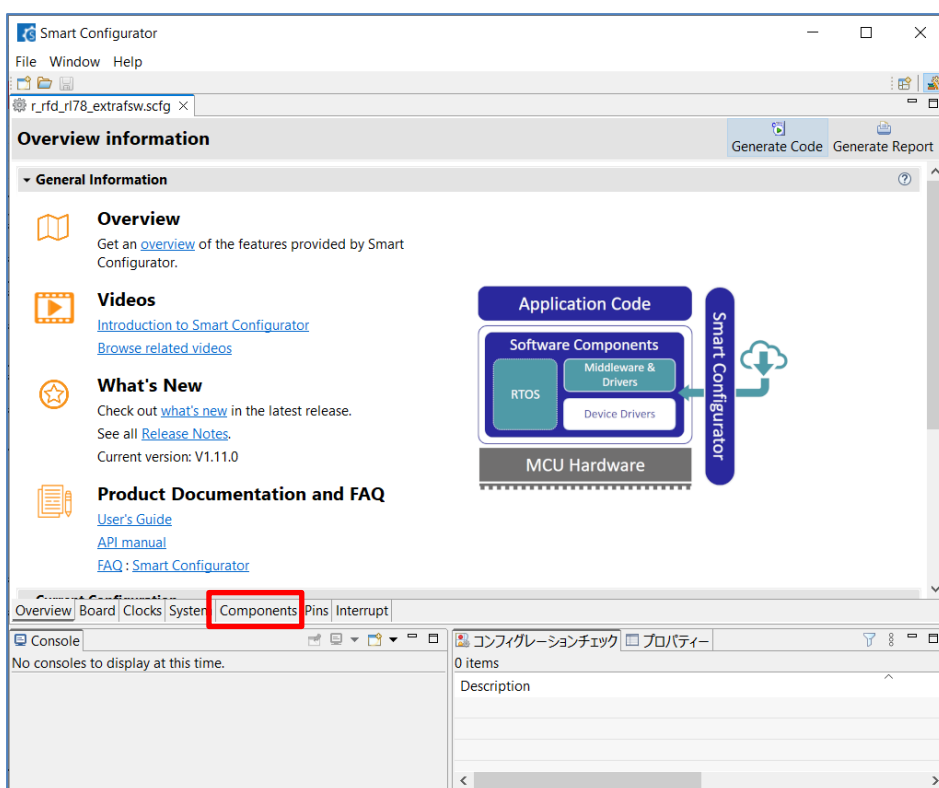 Smart Configurator
File Window Help
r_rfd_rl78_extrafsw.scfg
Overview information
Generate Code Generate Report
General Information
Overview
Get an overview of the features provided by Smart
Configurator.
Videos
Introduction to Smart Configurator
Browse related videos
What's New
Check out what's new in the latest release.
See all Release Notes.
Current version: V1.11.0
Product Documentation and FAQ
User's Guide
API manual
FAQ : Smart Configurator
Application Code
Software Components
RTOS
Middleware &
Drivers
Device Drivers
MCU Hardware
Smart Configurator
Current Configuration
Overview Board Clocks System Components Pins Interrupt
Console
No consoles to display at this time.
コンフィグレーションチェック プロパティー
0 items
Description